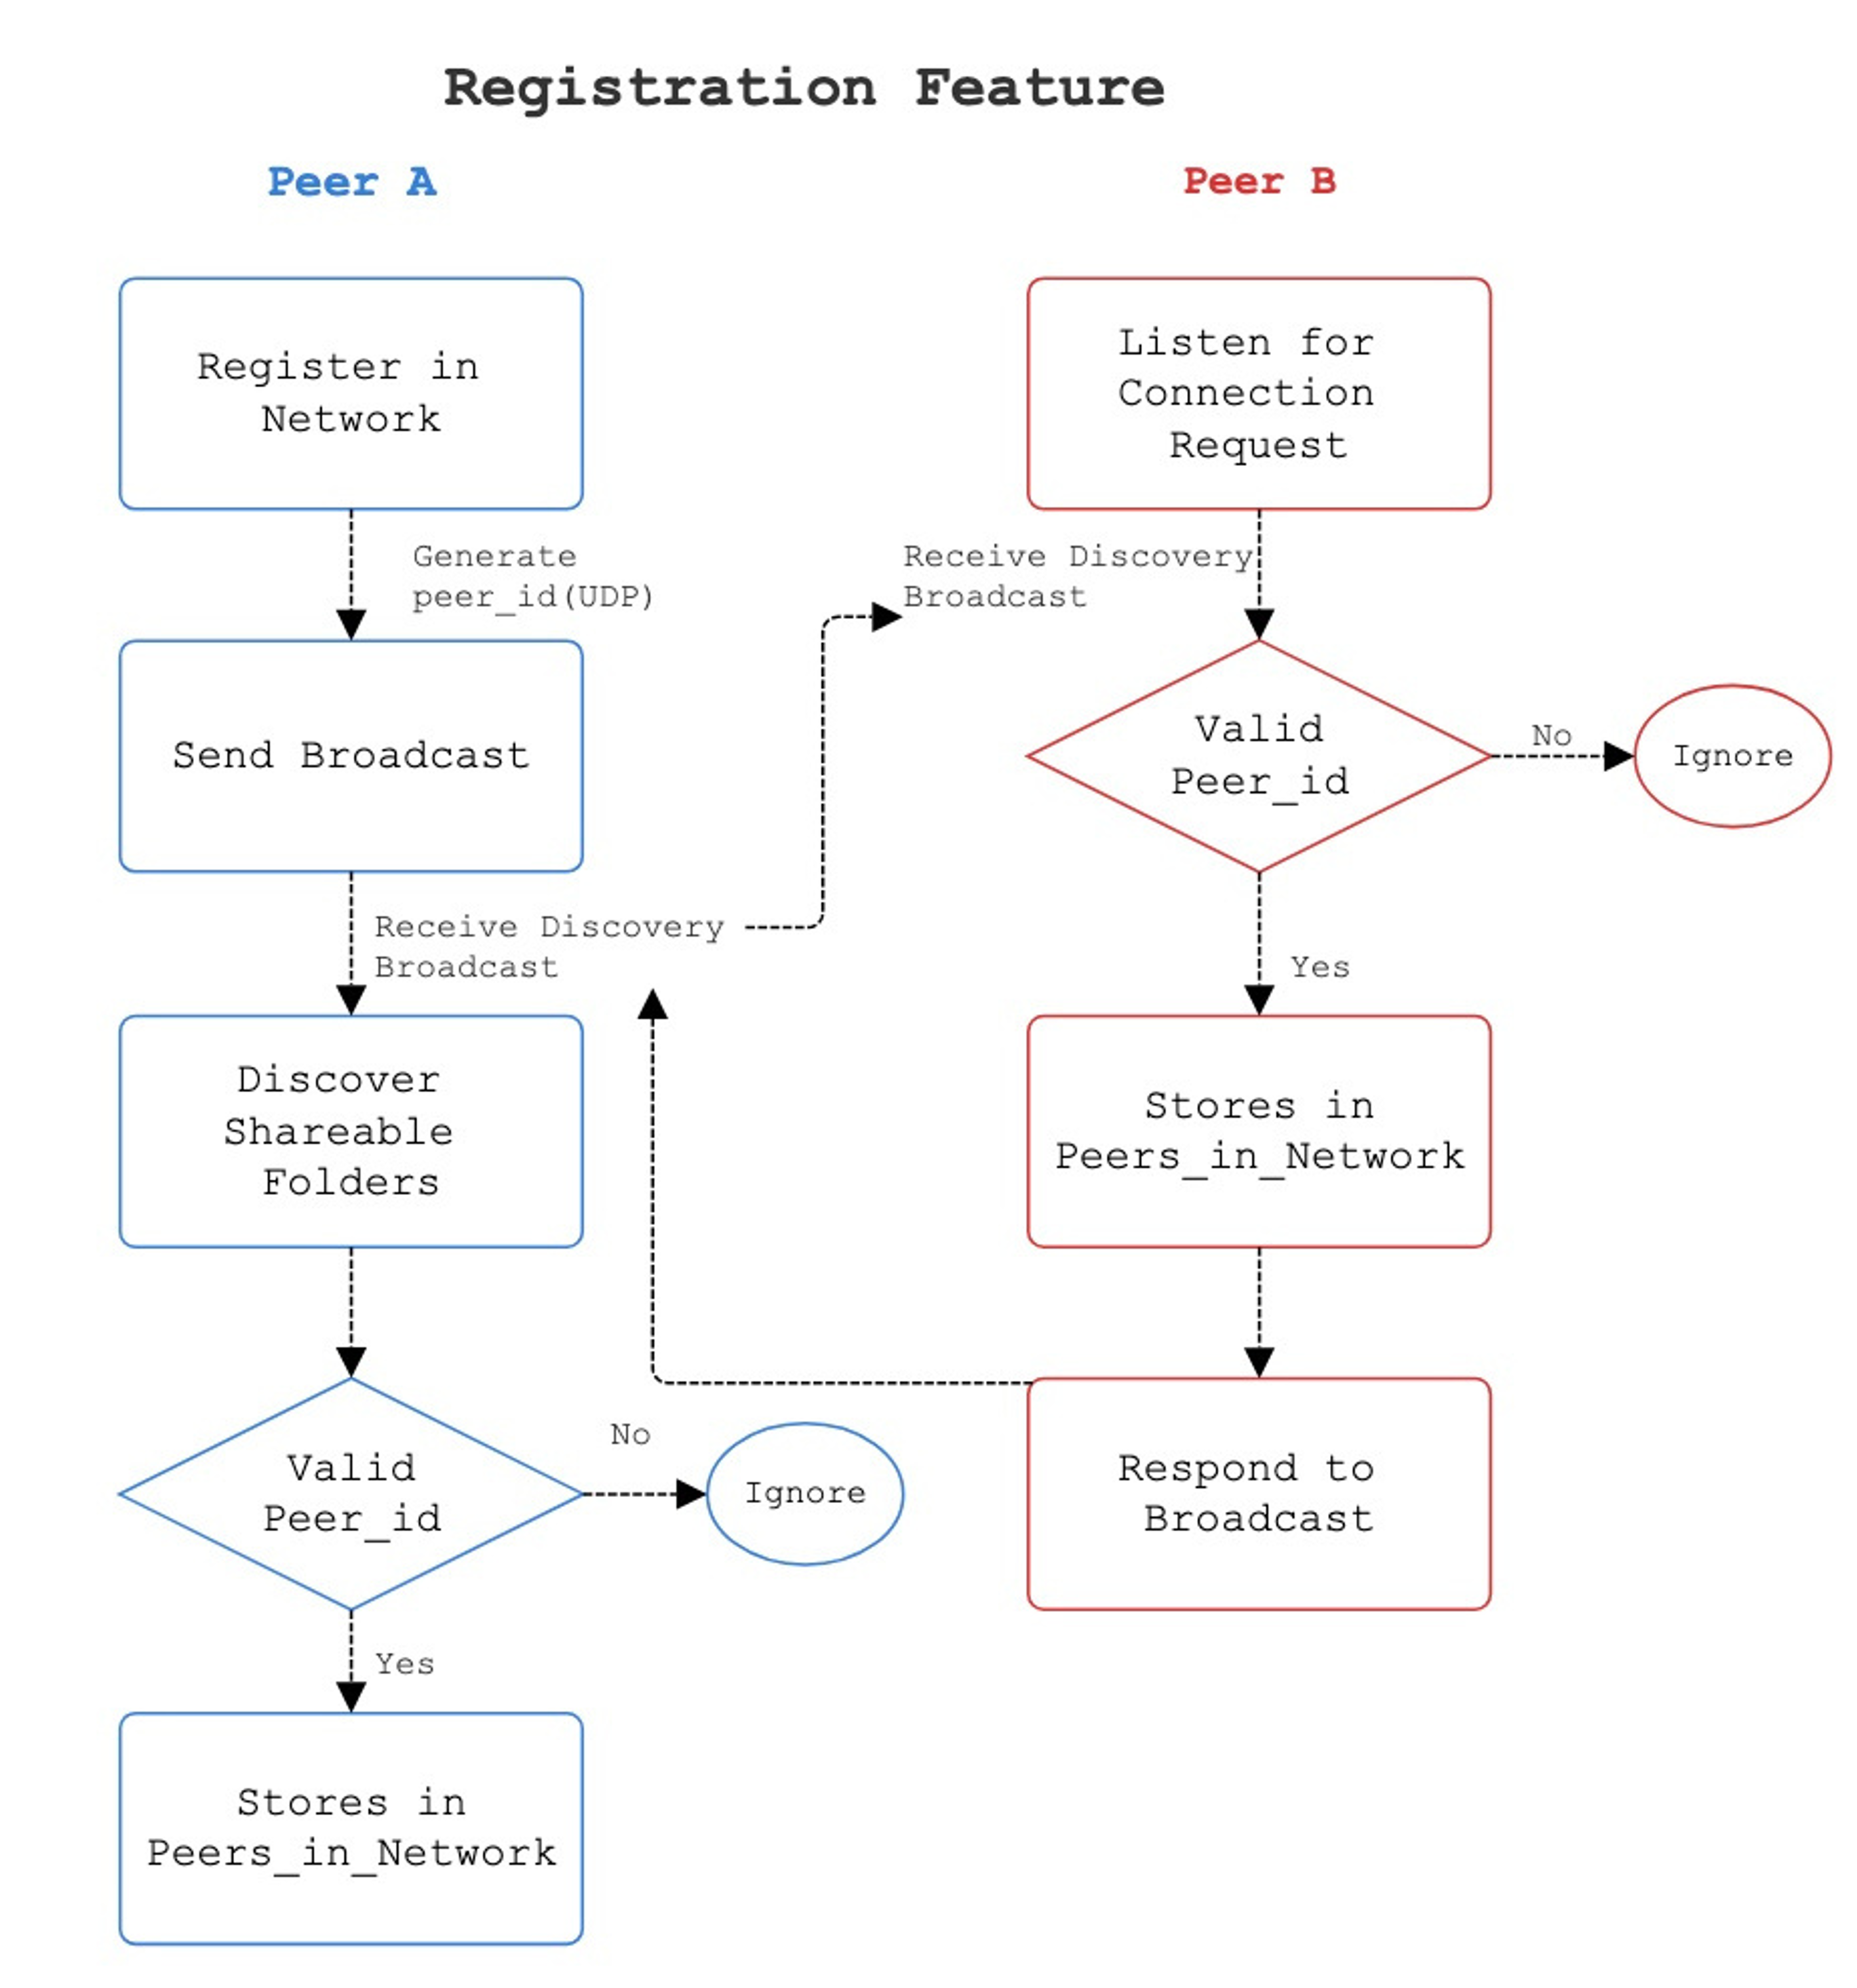 Registration Feature
Peer A
Peer B
Register in
Network
Generate
peer_id(UDP)
Send Broadcast
Receive Discovery
Broadcast
Discover
Shareable
Folders
Valid
Peer_id
No
Ignore
Yes
Stores in
Peers_in_Network
Listen for
Connection
Request
Receive Discovery
Broadcast
Valid
Peer_id
No
Ignore
Yes
Stores in
Peers_in_Network
Respond to
Broadcast